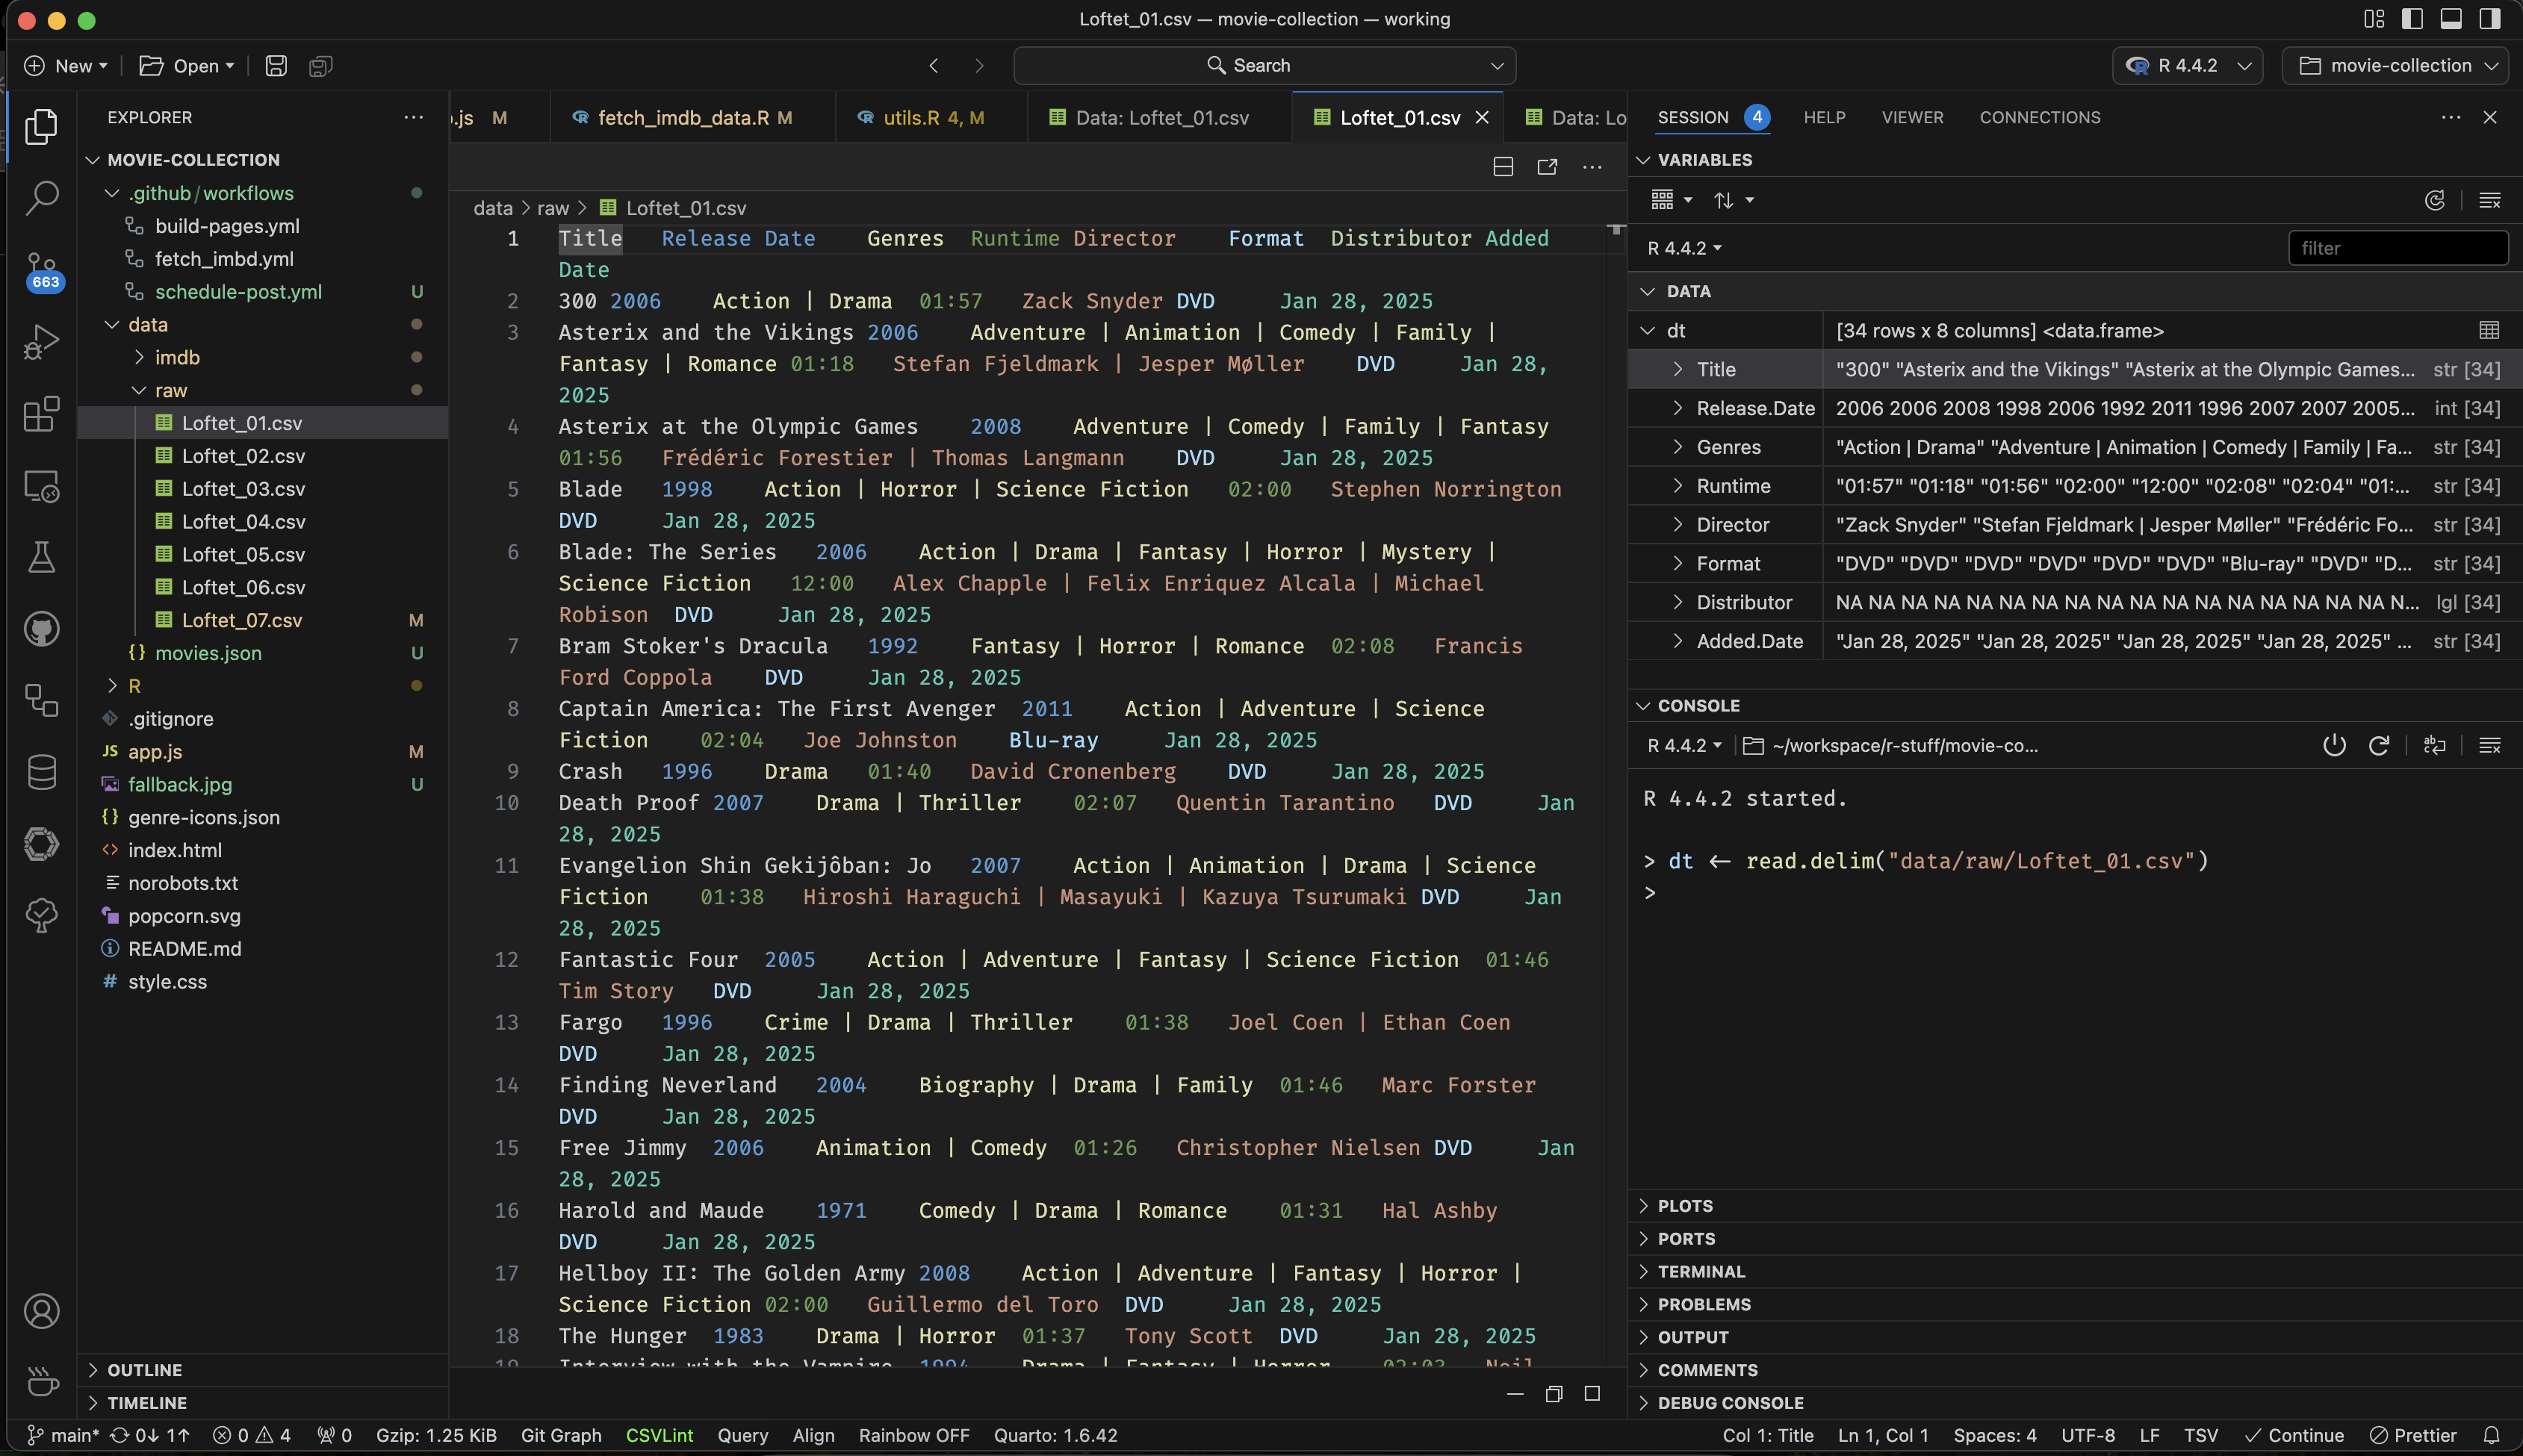 Loftet_01.csv — movie-collection — working
New
Open
Search
R 4.4.2
movie-collection
EXPLORER
MOVIE-COLLECTION
.github/workflows
build-pages.yml
fetch_imbd.yml
schedule-post.yml U
data
imdb
raw
Loftet_01.csv
Loftet_02.csv
Loftet_03.csv
Loftet_04.csv
Loftet_05.csv
Loftet_06.csv
Loftet_07.csv M
{} movies.json U
R
.gitignore
JS app.js M
fallback.jpg U
{} genre-icons.json
<> index.html
norobots.txt
popcorn.svg
README.md
# style.css
OUTLINE
TIMELINE
663
.js M
fetch_imdb_data.R M
utils.R 4, M
Data: Loftet_01.csv
Loftet_01.csv
Data: Lo
data > raw > Loftet_01.csv
1 Title Release Date Genres Runtime Director Format Distributor Added
Date
2 300 2006 Action | Drama 01:57 Zack Snyder DVD Jan 28, 2025
3 Asterix and the Vikings 2006 Adventure | Animation | Comedy | Family |
Fantasy | Romance 01:18 Stefan Fjeldmark | Jesper Møller DVD Jan 28,
2025
4 Asterix at the Olympic Games 2008 Adventure | Comedy | Family | Fantasy
01:56 Frédéric Forestier | Thomas Langmann DVD Jan 28, 2025
5 Blade 1998 Action | Horror | Science Fiction 02:00 Stephen Norrington
DVD Jan 28, 2025
6 Blade: The Series 2006 Action | Drama | Fantasy | Horror | Mystery |
Science Fiction 12:00 Alex Chapple | Felix Enriquez Alcala | Michael
Robison DVD Jan 28, 2025
7 Bram Stoker's Dracula 1992 Fantasy | Horror | Romance 02:08 Francis
Ford Coppola DVD Jan 28, 2025
8 Captain America: The First Avenger 2011 Action | Adventure | Science
Fiction 02:04 Joe Johnston Blu-ray Jan 28, 2025
9 Crash 1996 Drama 01:40 David Cronenberg DVD Jan 28, 2025
10 Death Proof 2007 Drama | Thriller 02:07 Quentin Tarantino DVD Jan
28, 2025
11 Evangelion Shin Gekijôban: Jo 2007 Action | Animation | Drama | Science
Fiction 01:38 Hiroshi Haraguchi | Masayuki | Kazuya Tsurumaki DVD Jan
28, 2025
12 Fantastic Four 2005 Action | Adventure | Fantasy | Science Fiction 01:46
Tim Story DVD Jan 28, 2025
13 Fargo 1996 Crime | Drama | Thriller 01:38 Joel Coen | Ethan Coen
DVD Jan 28, 2025
14 Finding Neverland 2004 Biography | Drama | Family 01:46 Marc Forster
DVD Jan 28, 2025
15 Free Jimmy 2006 Animation | Comedy 01:26 Christopher Nielsen DVD Jan
28, 2025
16 Harold and Maude 1971 Comedy | Drama | Romance 01:31 Hal Ashby
DVD Jan 28, 2025
17 Hellboy II: The Golden Army 2008 Action | Adventure | Fantasy | Horror |
Science Fiction 02:00 Guillermo del Toro DVD Jan 28, 2025
18 The Hunger 1983 Drama | Horror 01:37 Tony Scott DVD Jan 28, 2025
19 Interview with the Vampire 1994 Drama | Fantasy | Horror 02:03 Neil
SESSION 4 HELP VIEWER CONNECTIONS
VARIABLES
R 4.4.2
filter
DATA
dt [34 rows x 8 columns] <data.frame>
Title "300" "Asterix and the Vikings" "Asterix at the Olympic Games... str [34]
Release.Date 2006 2006 2008 1998 2006 1992 2011 1996 2007 2007 2005... int [34]
Genres "Action | Drama" "Adventure | Animation | Comedy | Family | Fa... str [34]
Runtime "01:57" "01:18" "01:56" "02:00" "12:00" "02:08" "02:04" "01:... str [34]
Director "Zack Snyder" "Stefan Fjeldmark | Jesper Møller" "Frédéric Fo... str [34]
Format "DVD" "DVD" "DVD" "DVD" "DVD" "DVD" "Blu-ray" "DVD" "D... str [34]
Distributor NA NA NA NA NA NA NA NA NA NA NA NA NA NA NA NA NA N... lgl [34]
Added.Date "Jan 28, 2025" "Jan 28, 2025" "Jan 28, 2025" "Jan 28, 2025" ... str [34]
CONSOLE
R 4.4.2 ~/workspace/r-stuff/movie-co...
R 4.4.2 started.
> dt <- read.delim("data/raw/Loftet_01.csv")
>
PLOTS
PORTS
TERMINAL
PROBLEMS
OUTPUT
COMMENTS
DEBUG CONSOLE
main* 0↓ 1↑ 0 4 0 Gzip: 1.25 KiB Git Graph CSVLint Query Align Rainbow OFF Quarto: 1.6.42 Col 1: Title Ln 1, Col 1 Spaces: 4 UTF-8 LF TSV Continue Prettier